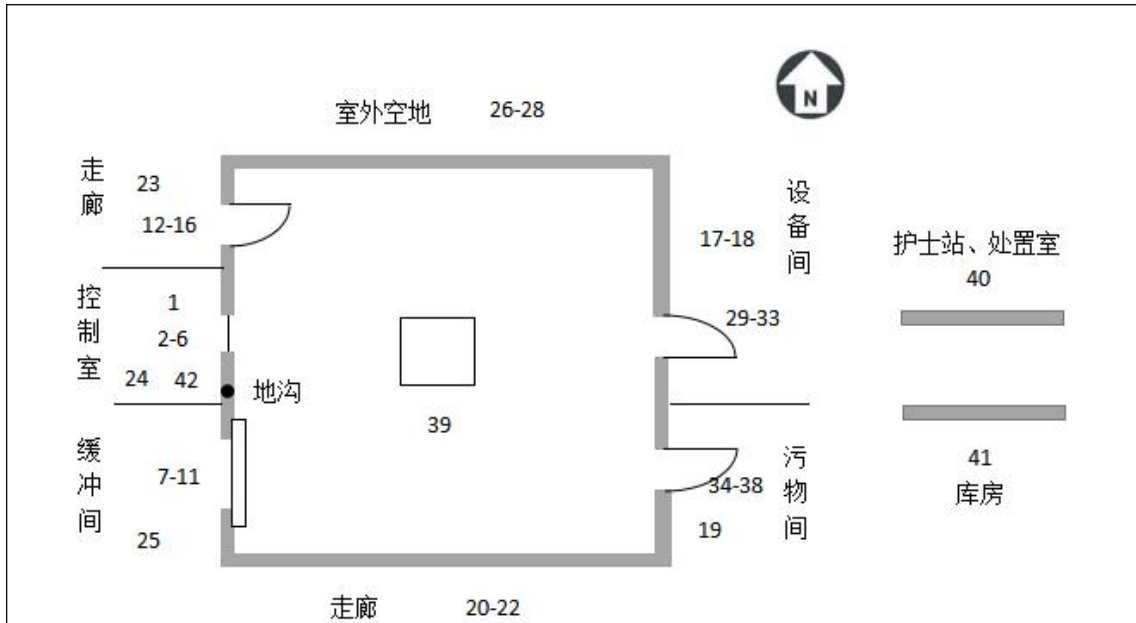 N
室外空地 26-28
走廊
23
12-16
设备间
17-18
护士站、处置室
40
控制室
1
2-6
24 42
地沟
29-33
39
缓冲间
7-11
25
污物间
34-38
19
41
库房
走廊 20-22